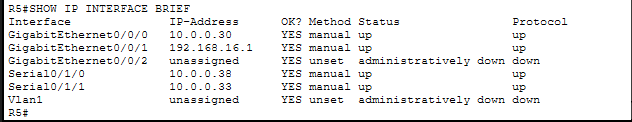 R5#SHOW IP INTERFACE BRIEF
Interface IP-Address OK? Method Status Protocol
GigabitEthernet0/0/0 10.0.0.30 YES manual up up
GigabitEthernet0/0/1 192.168.16.1 YES manual up up
GigabitEthernet0/0/2 unassigned YES unset administratively down down
Serial0/1/0 10.0.0.38 YES manual up up
Serial0/1/1 10.0.0.33 YES manual up up
Vlan1 unassigned YES unset administratively down down
R5#